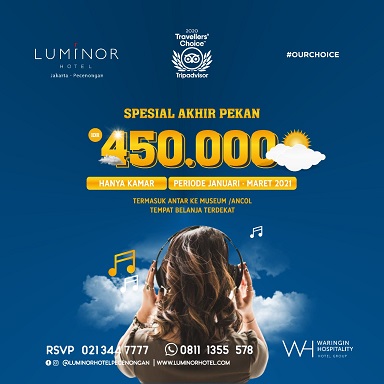 LUMINOR
HOTEL
Jakarta - Pecenongan
2020
Travellers'
Choice
Tripadvisor
#OURCHOICE
SPESIAL AKHIR PEKAN
450.000
HANYA KAMAR
PERIODE JANUARI - MARET 2021
TERMASUK ANTAR KE MUSEUM /ANCOL
TEMPAT BELANJA TERDEKAT
RSVP 021 344 7777 0811 1355 578
@LUMINORHOTELPECENONGAN | WWW.LUMINORHOTEL.COM
WH WARINGIN
HOSPITALITY
HOTEL GROUP